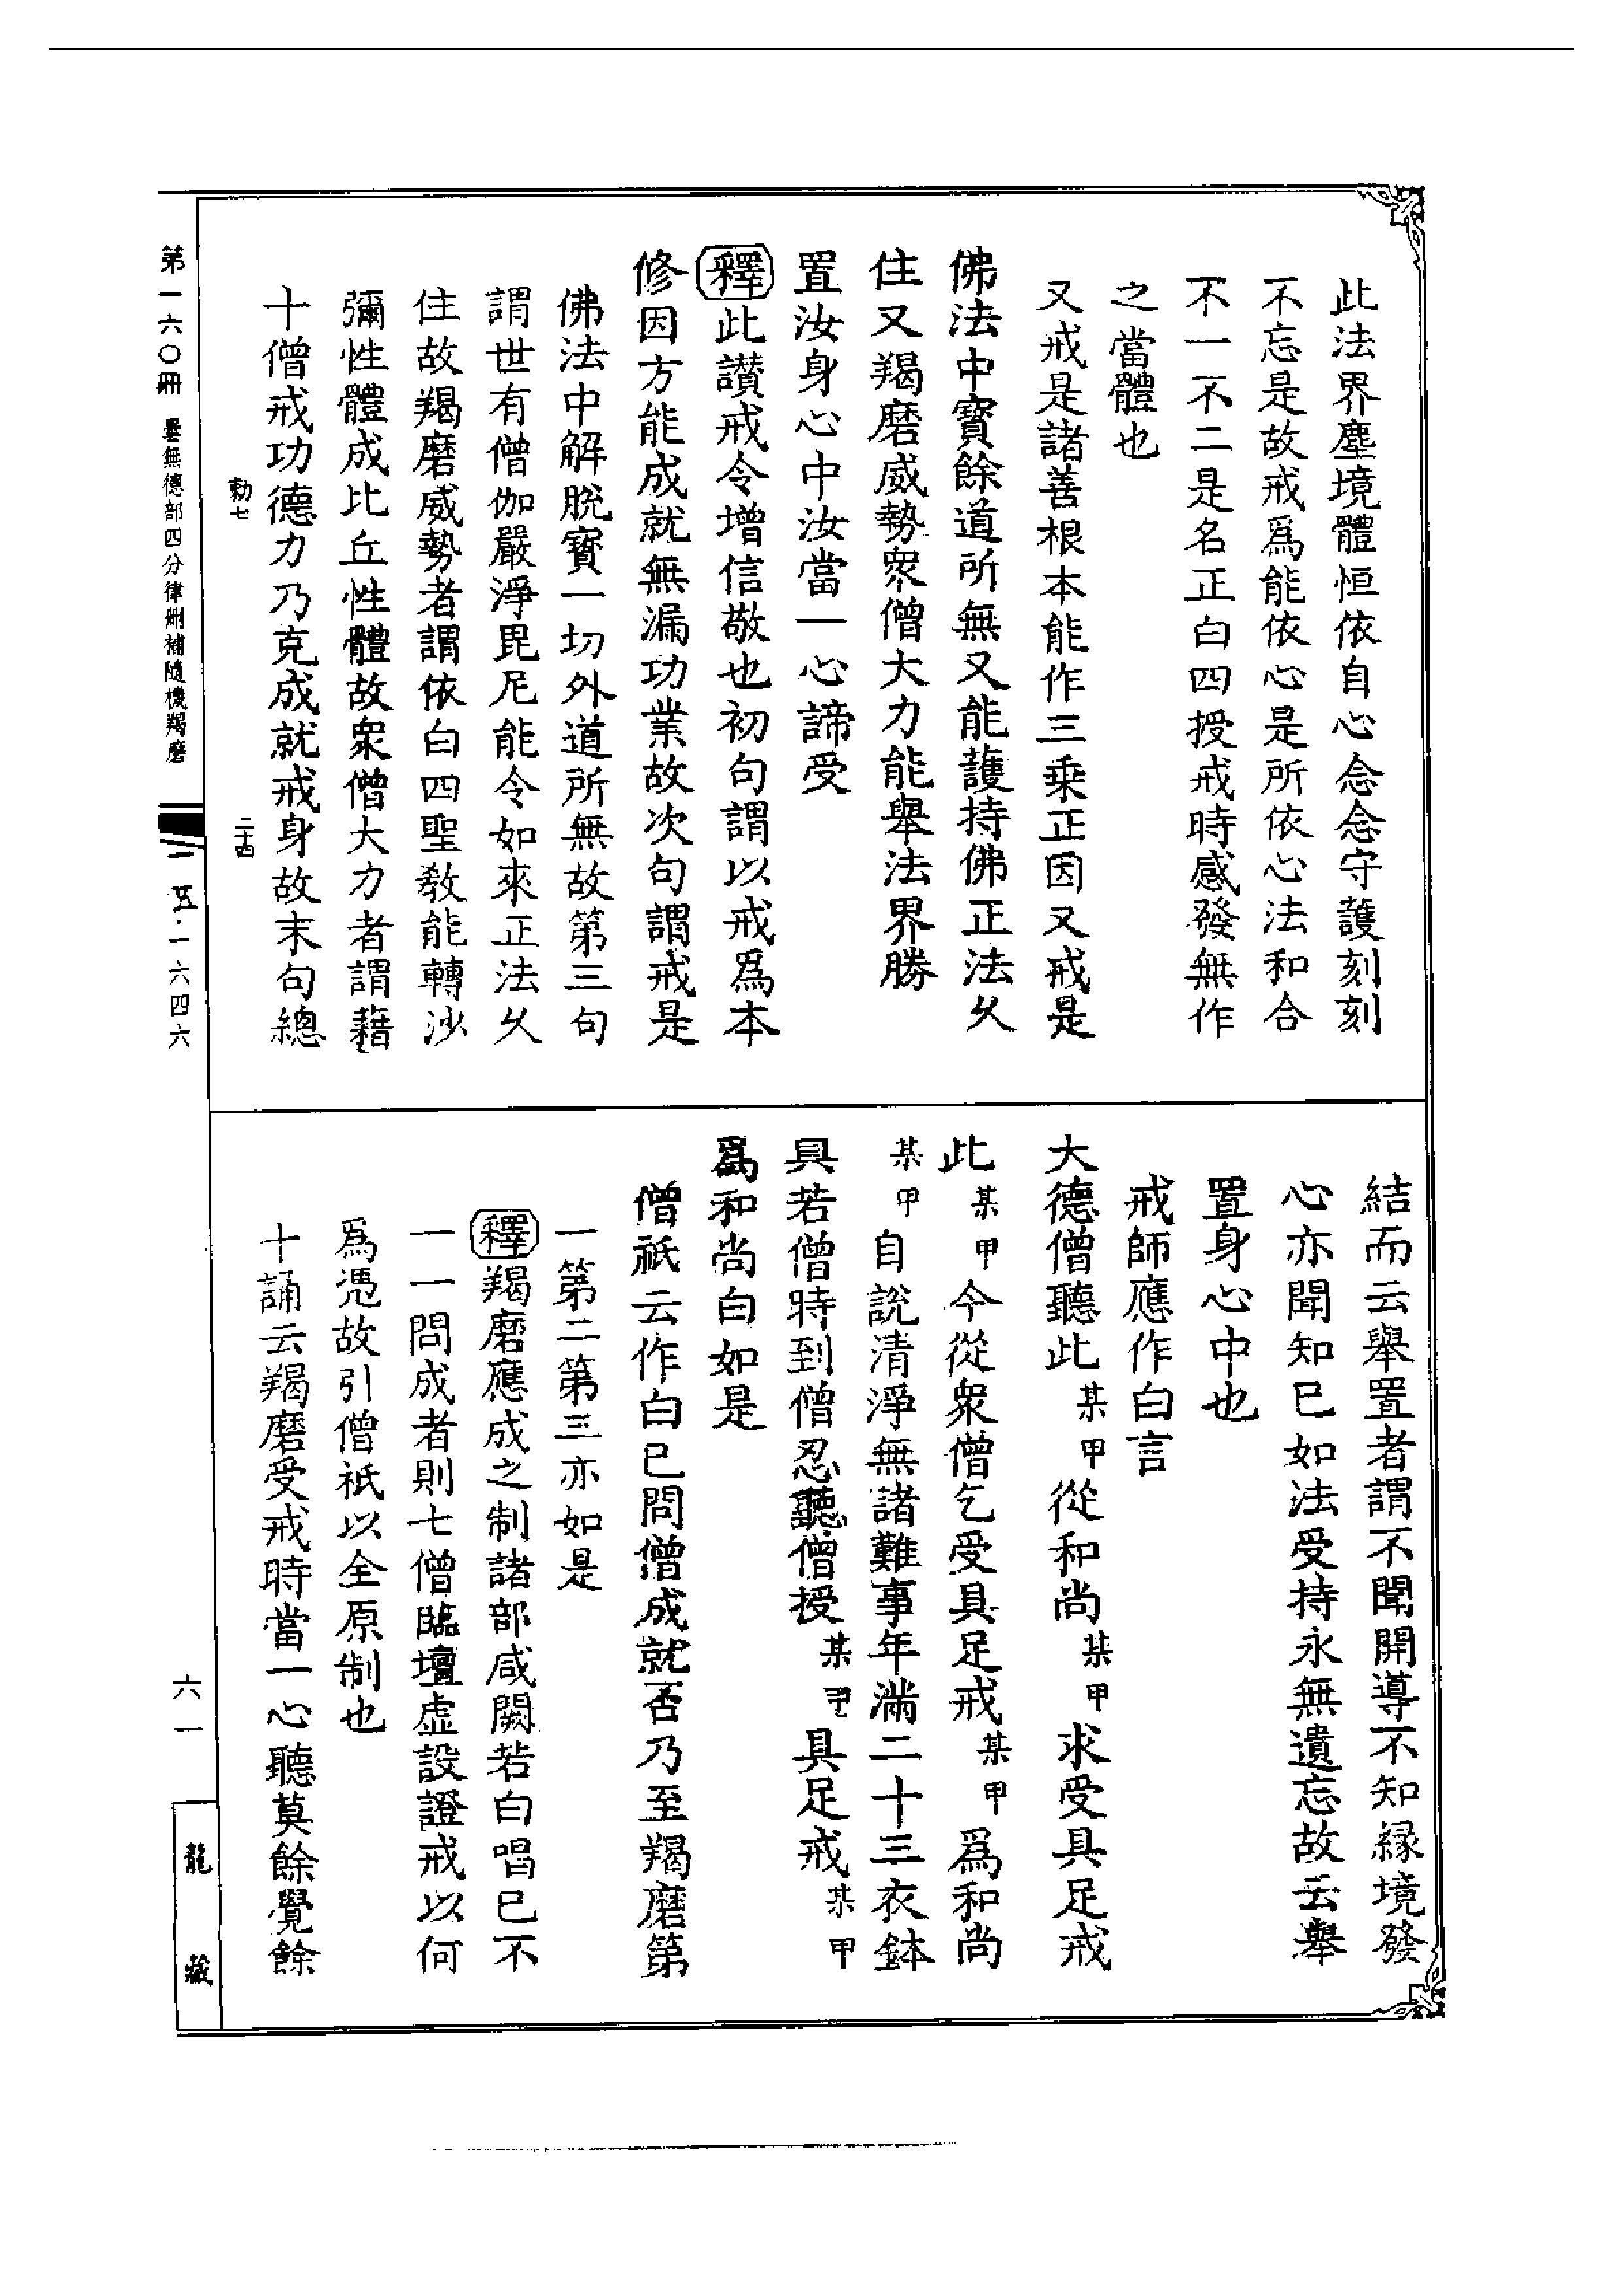 此法界塵境體恒依自心念念守護刻刻
不忘是故戒爲能依心是所依心法和合
不一不二是名正白四授戒時感發無作
之當體也
又戒是諸善根本能作三乗正因又戒是
佛法中寶餘道所無又能護持佛正法久
住又羯磨威勢衆僧大力能舉法界勝
置汝身心中汝當一心諦受
釋此讃戒令增信敬也初句謂以戒爲本
修因方能成就無漏功業故次句謂戒是
佛法中解脫寶一切外道所無故第三句
謂世有僧伽嚴淨毘尼能令如來正法久
住故羯磨威勢者謂依白四聖教能轉沙
彌性體成比丘性體故衆僧大力者謂藉
十僧戒功德力乃克成就戒身故末句總
勅七
二十四
結而云舉置者謂不聞開導不知緣境發
心亦聞知已如法受持永無遺忘故云舉
置身心中也
戒師應作白言
大德僧聽此某甲從和尚某甲求受具足戒
此某甲今從衆僧乞受具足戒某甲爲和尚
某甲自說清淨無諸難事年滿二十三衣鉢
具若僧時到僧忍聽僧授某甲具足戒某甲
爲和尚白如是
僧祇云作白已問僧成就否乃至羯磨第
一第二第三亦如是
釋羯磨應成之制諸部咸闕若白唱已不
一一問成者則七僧臨壇虛設證戒以何
爲憑故引僧祇以全原制也
十誦云羯磨受戒時當一心聽莫餘覺餘
第一六〇冊 曇無德部四分律刪補隨機羯磨
五·一六四六
六一
龍藏